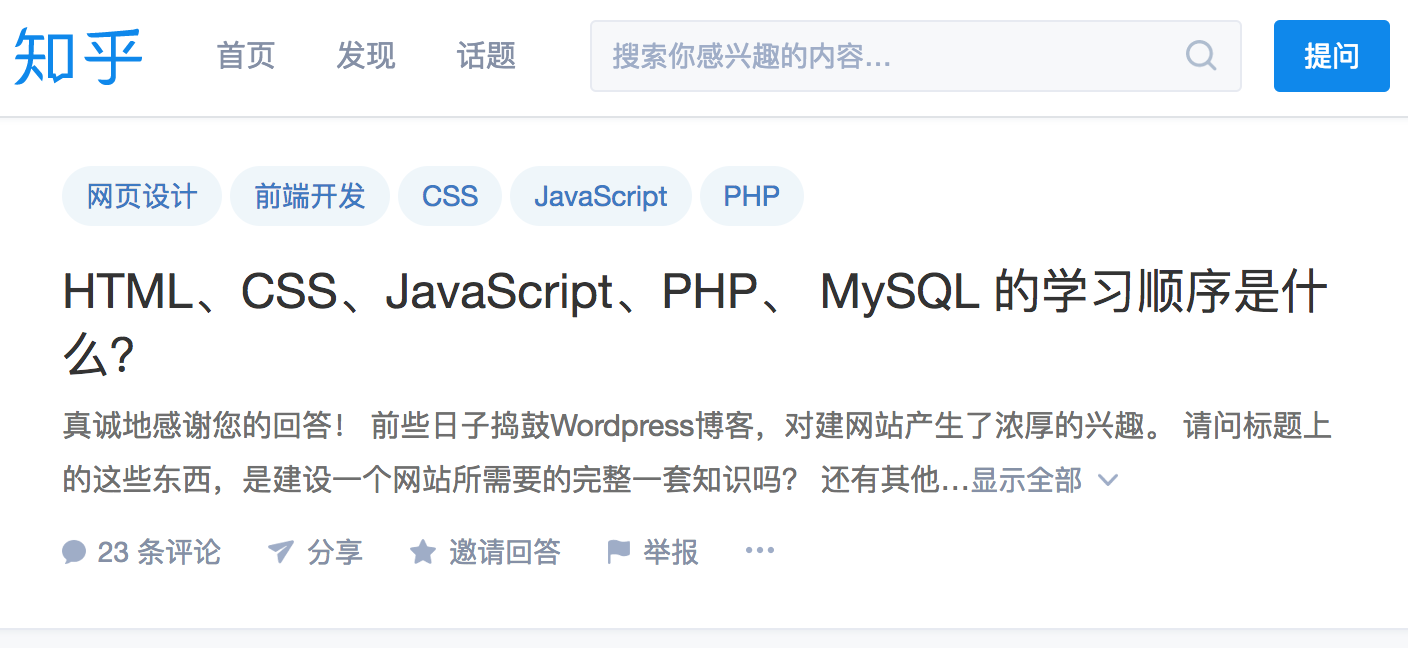 知乎 首页 发现 话题 搜索你感兴趣的内容... 提问
网页设计 前端开发 CSS JavaScript PHP
HTML、CSS、JavaScript、PHP、 MySQL 的学习顺序是什
么?
真诚地感谢您的回答! 前些日子捣鼓Wordpress博客，对建网站产生了浓厚的兴趣。 请问标题上
的这些东西，是建设一个网站所需要的完整一套知识吗? 还有其他...显示全部
23 条评论 分享 邀请回答 举报 ...